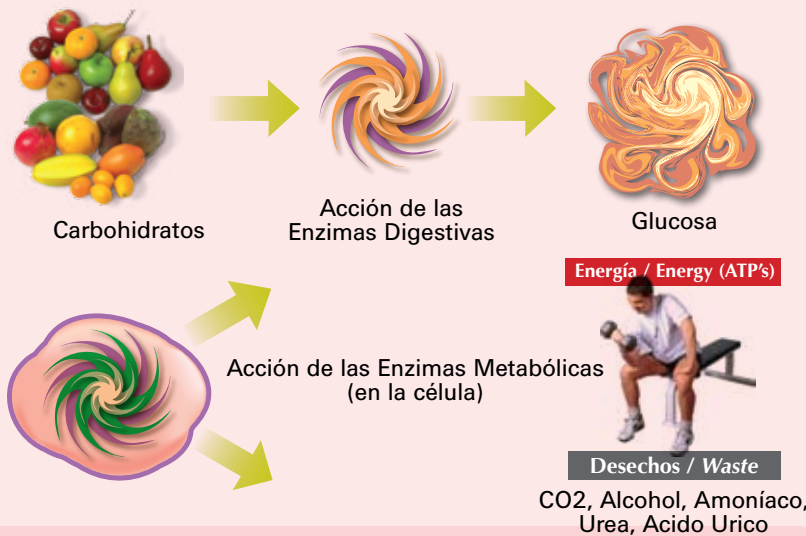 Carbohidratos
Acción de las
Enzimas Digestivas
Glucosa
Energía / Energy (ATP's)
Acción de las Enzimas Metabólicas
(en la célula)
Desechos / Waste
CO2, Alcohol, Amoníaco,
Urea, Acido Urico